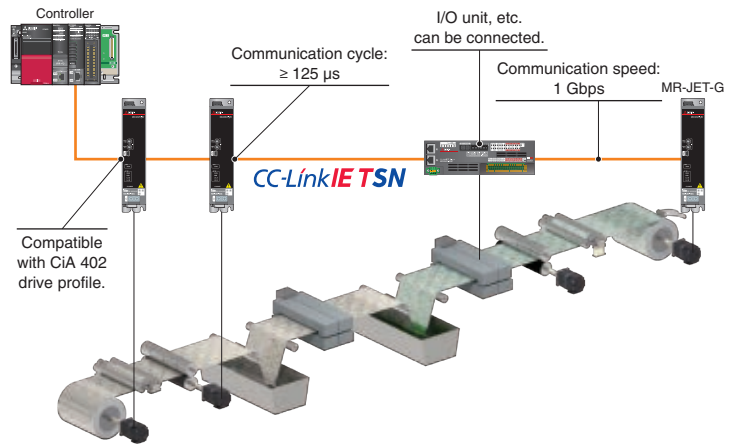 Controller
I/O unit, etc.
can be connected.
Communication cycle:
≥ 125 μs
Communication speed:
1 Gbps
MR-JET-G
CC-Link IE TSN
Compatible
with CiA 402
drive profile.